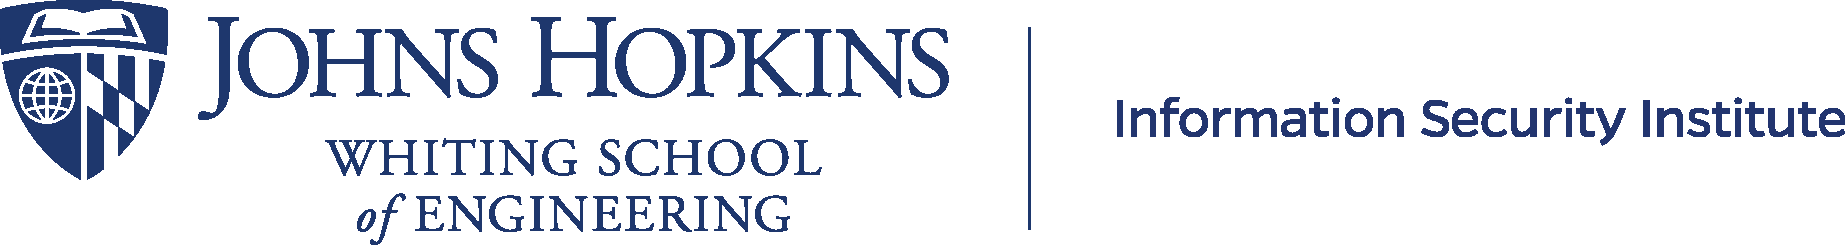 JOHNS HOPKINS
WHITING SCHOOL
of ENGINEERING
Information Security Institute